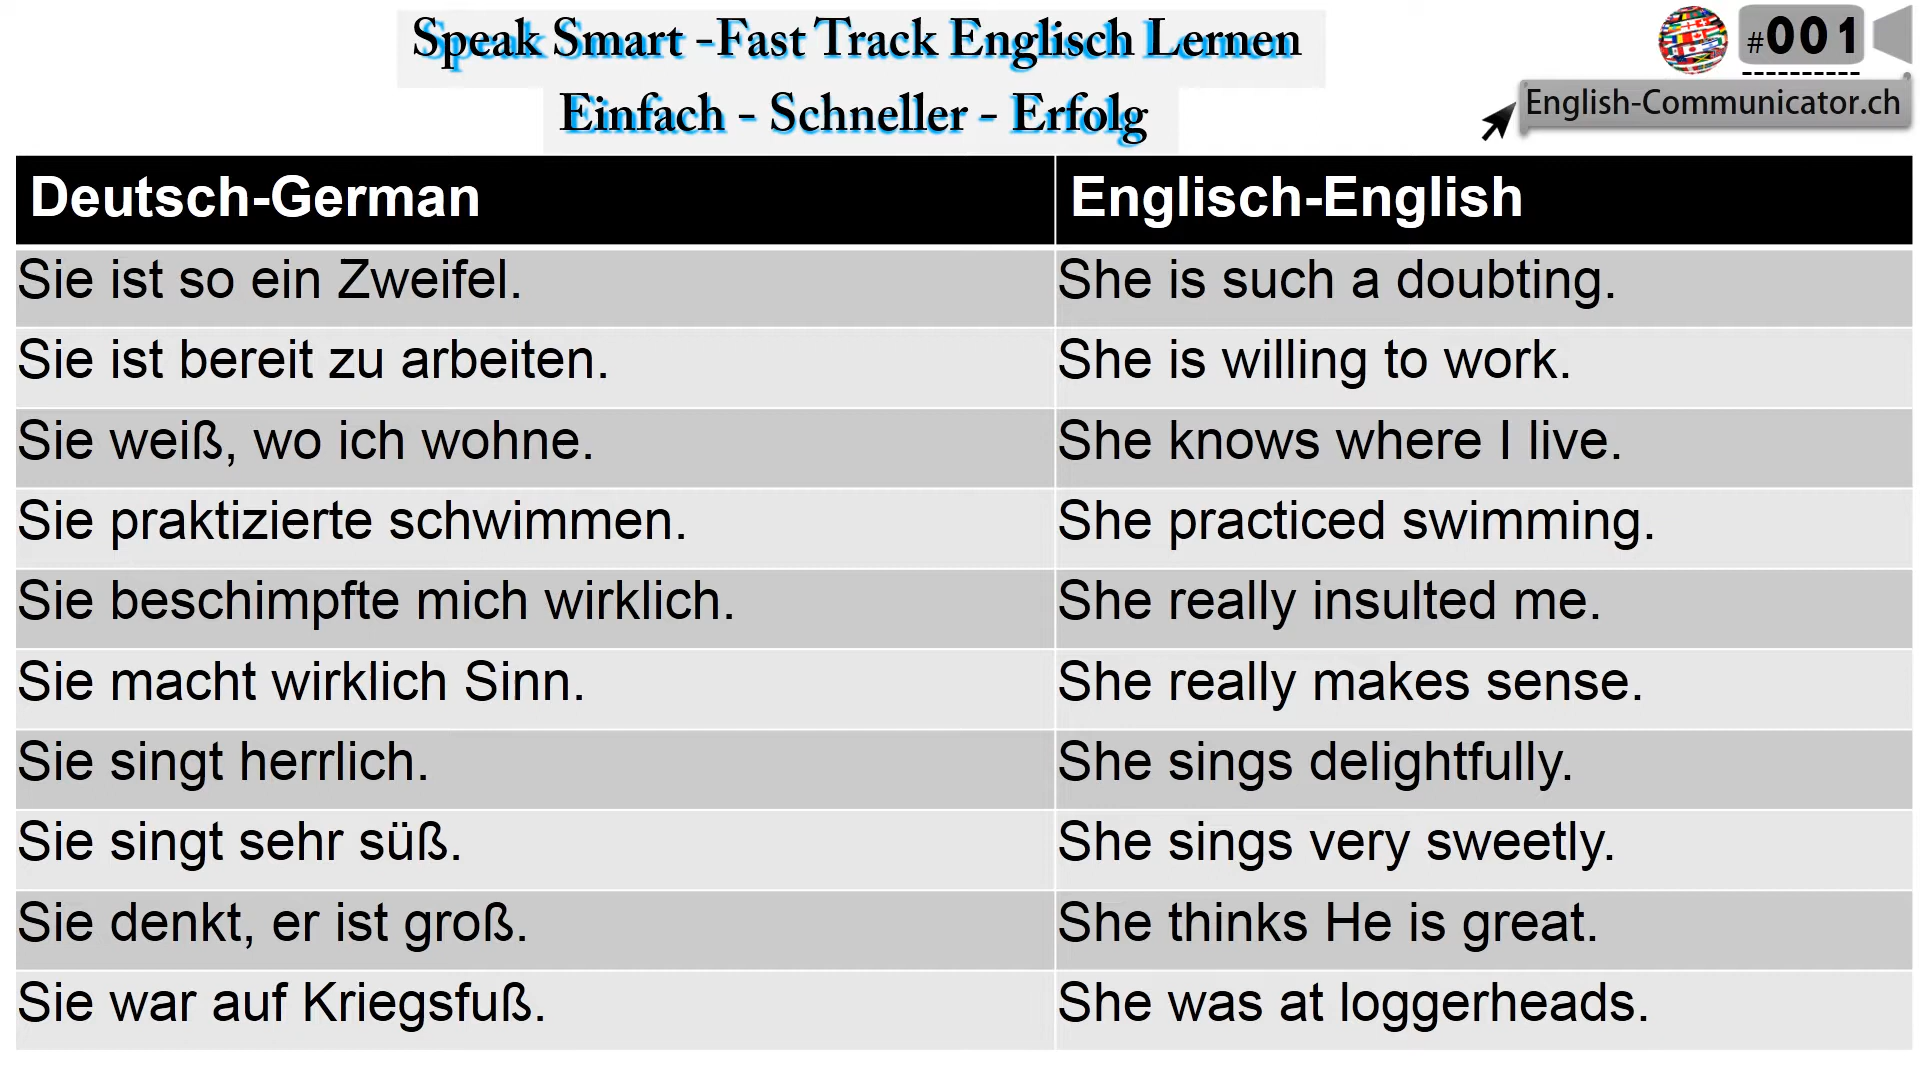 Speak Smart -Fast Track Englisch Lernen
Einfach - Schneller - Erfolg
#001
English-Communicator.ch
Deutsch-German Englisch-English
Sie ist so ein Zweifel. She is such a doubting.
Sie ist bereit zu arbeiten. She is willing to work.
Sie weiß, wo ich wohne. She knows where I live.
Sie praktizierte schwimmen. She practiced swimming.
Sie beschimpfte mich wirklich. She really insulted me.
Sie macht wirklich Sinn. She really makes sense.
Sie singt herrlich. She sings delightfully.
Sie singt sehr süß. She sings very sweetly.
Sie denkt, er ist groß. She thinks He is great.
Sie war auf Kriegsfuß. She was at loggerheads.